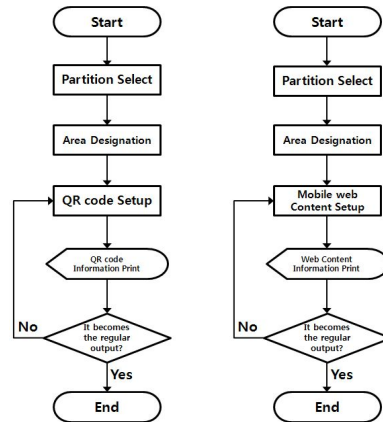 Start
Partition Select
Area Designation
QR code Setup
QR code
Information Print
It becomes
the regular
output?
No
Yes
End
Start
Partition Select
Area Designation
Mobile web
Content Setup
Web Content
Information Print
It becomes
the regular
output?
No
Yes
End